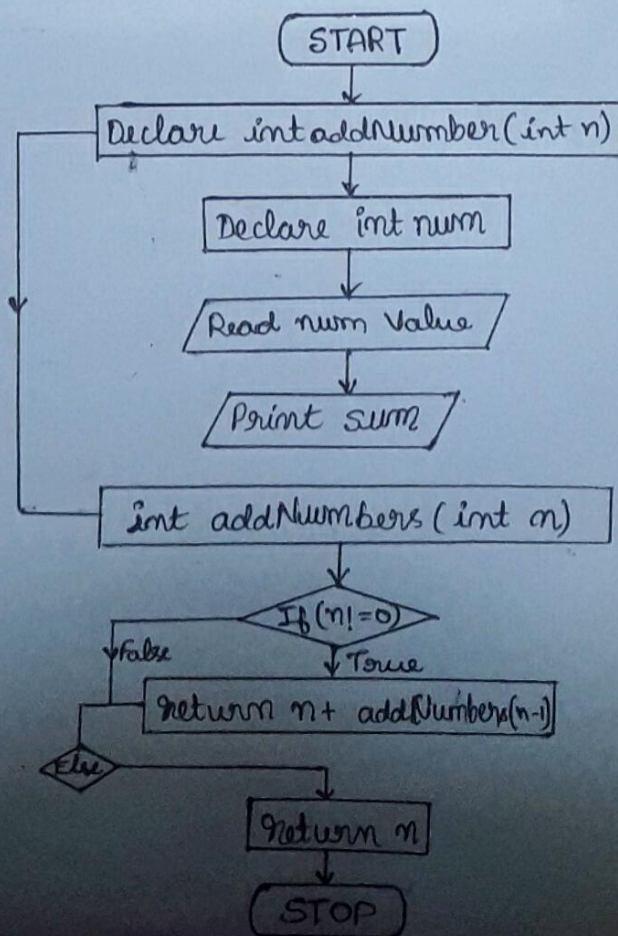 START
Declare int addNumber(int n)
Declare int num
Read num Value
Print sum
int addNumbers (int n)
If (n!=0)
False
True
return n+ addNumbers(n-1)
Else
return n
STOP